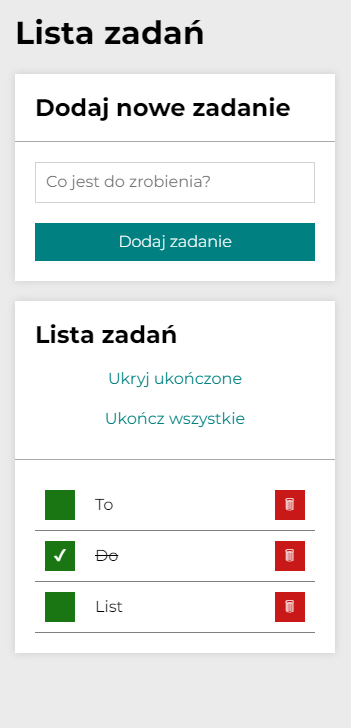 Lista zadań
Dodaj nowe zadanie
Co jest do zrobienia?
Dodaj zadanie
Lista zadań
Ukryj ukończone
Ukończ wszystkie
To
Do
List